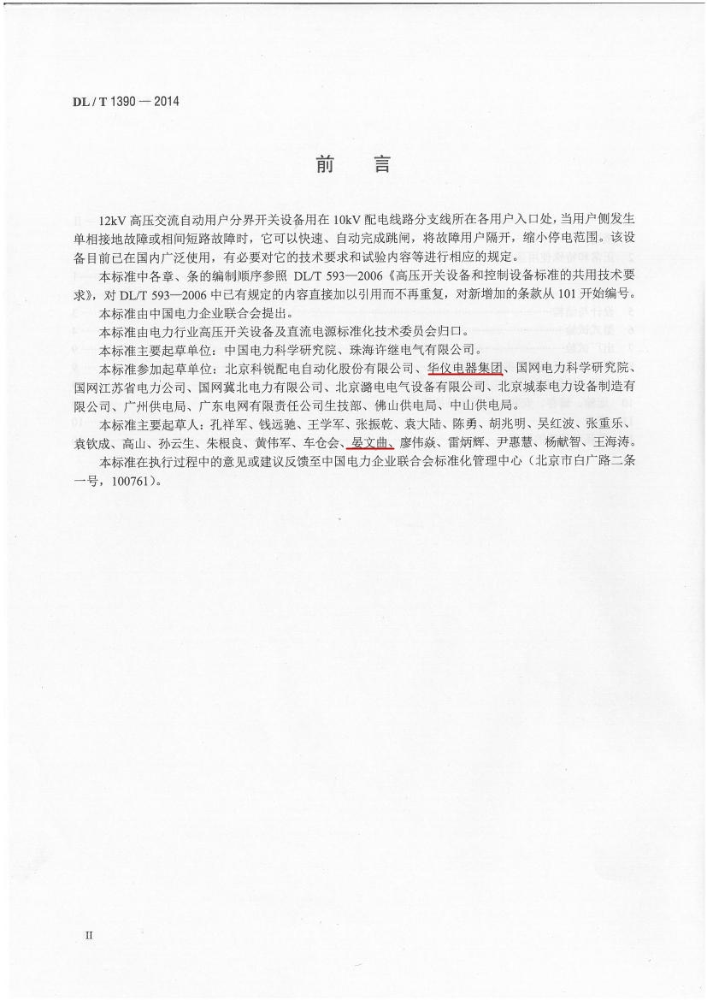 DL / T 1390 — 2014
前 言
12kV 高压交流自动用户分界开关设备用在 10kV 配电线路分支线所在各用户入口处，当用户侧发生
单相接地故障或相间短路故障时，它可以快速、自动完成跳闸，将故障用户隔开，缩小停电范围。该设
备目前已在国内广泛使用，有必要对它的技术要求和试验内容等进行相应的规定。
本标准中各章、条的编制顺序参照 DL/T 593—2006《高压开关设备和控制设备标准的共用技术要
求》，对 DL/T 593—2006 中已有规定的内容直接加以引用而不再重复，对新增加的条款从 101 开始编号。
本标准由中国电力企业联合会提出。
本标准由电力行业高压开关设备及直流电源标准化技术委员会归口。
本标准主要起草单位：中国电力科学研究院、珠海许继电气有限公司。
本标准参加起草单位：北京科锐配电自动化股份有限公司、华仪电器集团、国网电力科学研究院、
国网江苏省电力公司、国网冀北电力有限公司、北京潞电电气设备有限公司、北京城泰电力设备制造有
限公司、广州供电局、广东电网有限责任公司生技部、佛山供电局、中山供电局。
本标准主要起草人：孔祥军、钱远驰、王学军、张振乾、袁大陆、陈勇、胡兆明、吴红波、张重乐、
袁钦成、高山、孙云生、朱根良、黄伟军、车仓会、晏文曲、廖伟焱、雷炳辉、尹惠慧、杨献智、王海涛。
本标准在执行过程中的意见或建议反馈至中国电力企业联合会标准化管理中心（北京市白广路二条
一号，100761）。
II